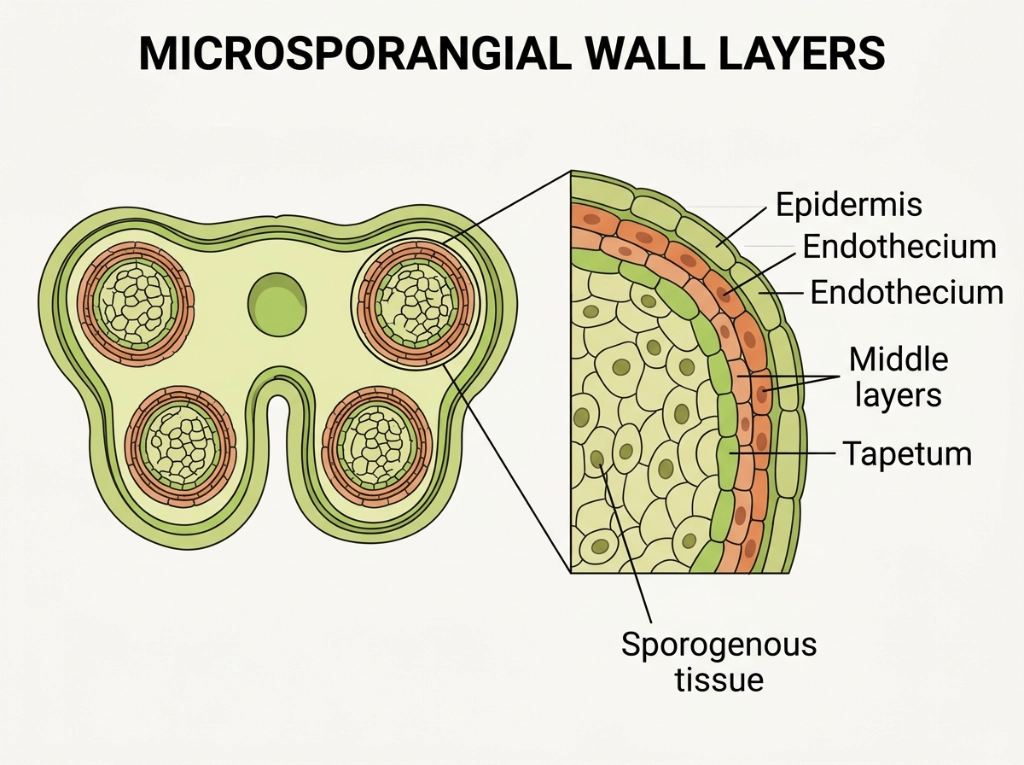 MICROSPORANGIAL WALL LAYERS
Epidermis
Endothecium
Endothecium
Middle
layers
Tapetum
Sporogenous
tissue